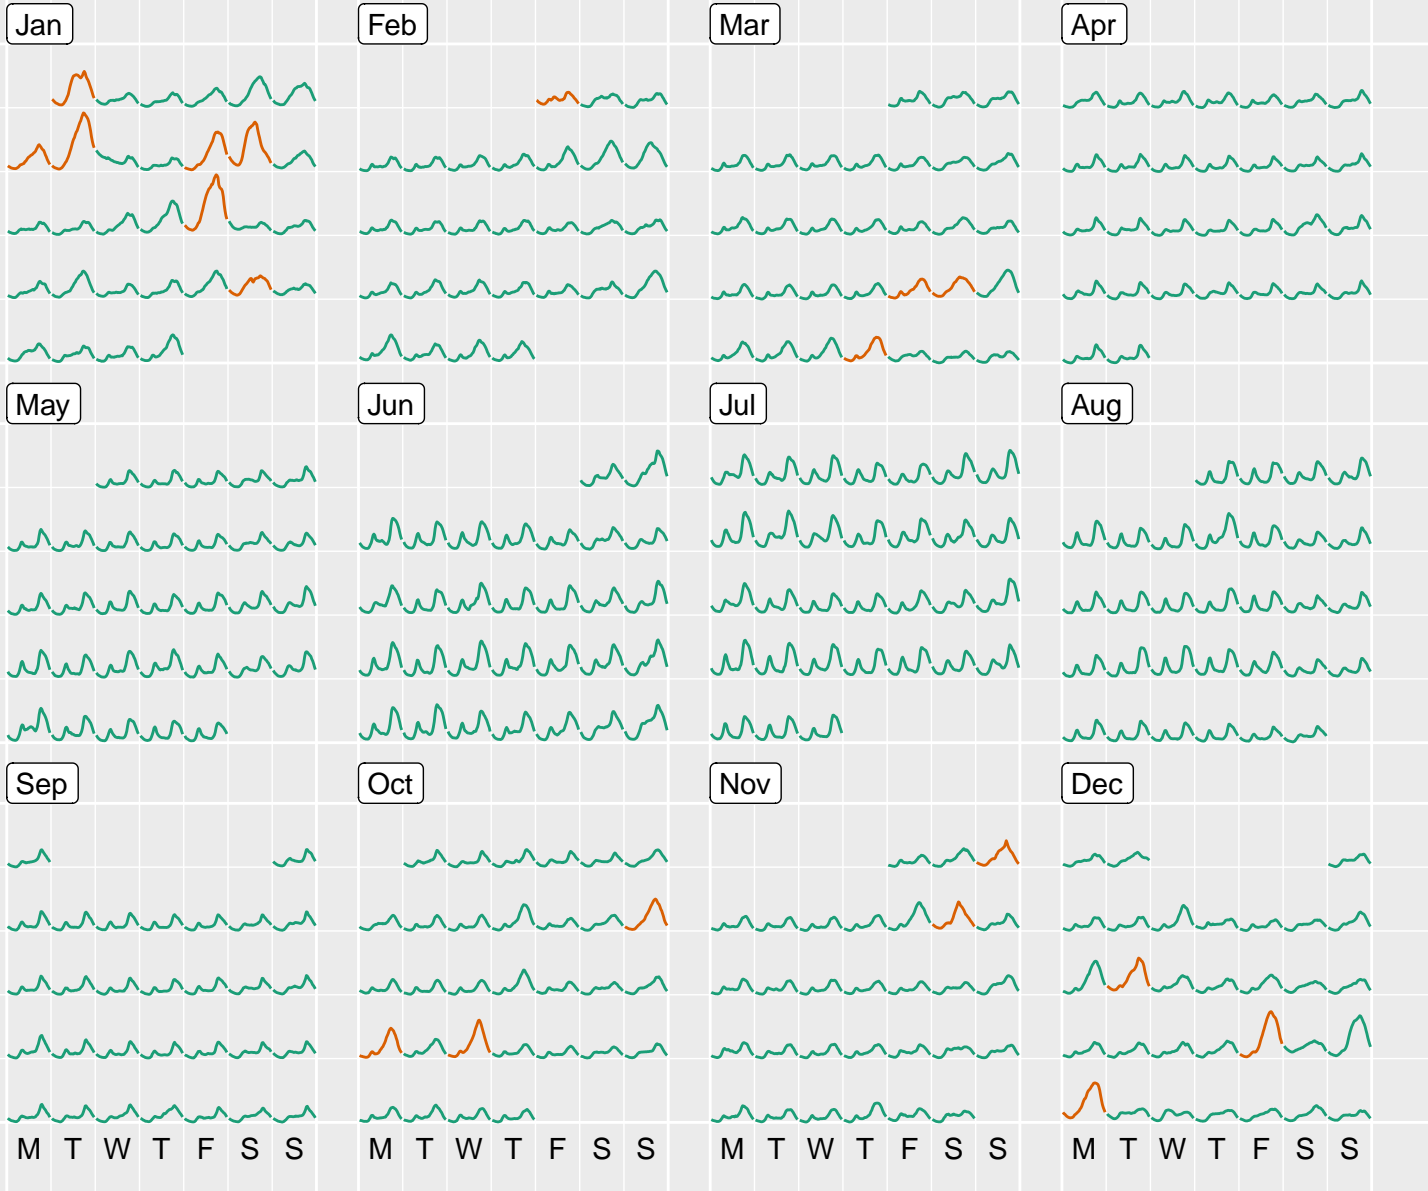 Jan Feb Mar Apr
May Jun Jul Aug
Sep Oct Nov Dec
M T W T F S S M T W T F S S M T W T F S S M T W T F S S